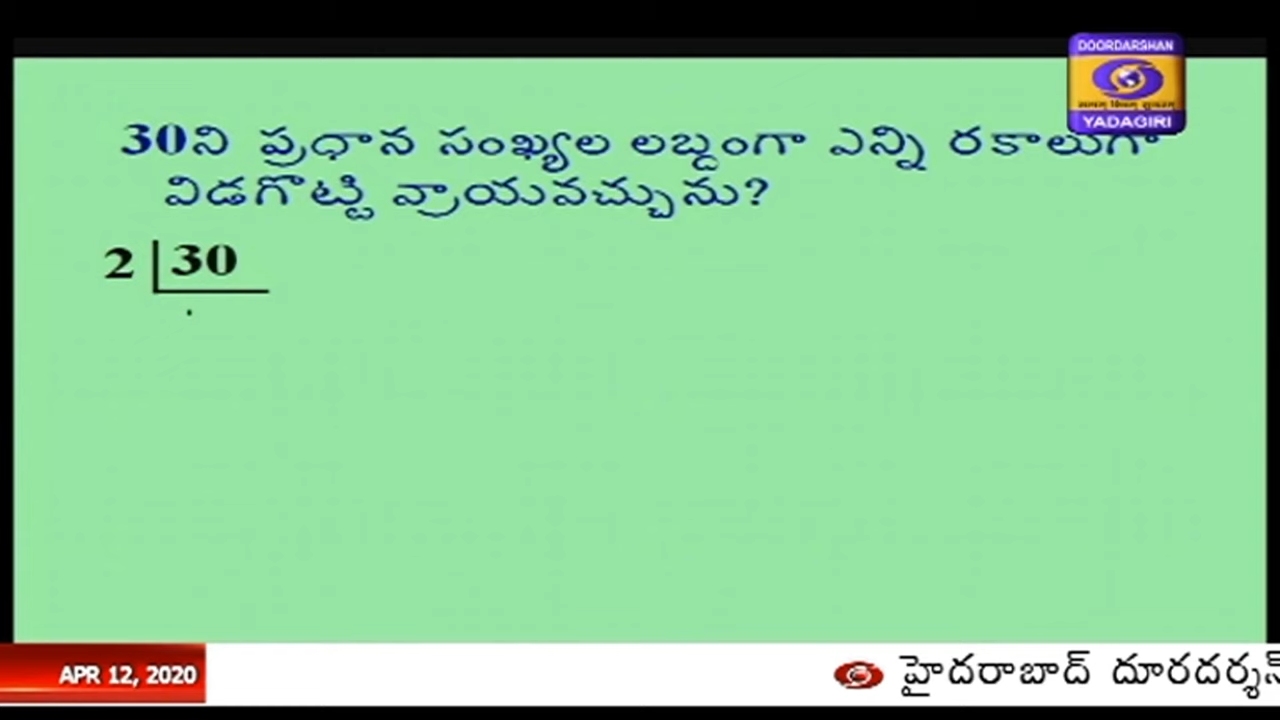 DOORDARSHAN
YADAGIRI
30ని ప్రధాన సంఖ్యల లబ్దంగా ఎన్ని రకాలుగా
విడగొట్టి వ్రాయవచ్చును?
2 30
APR 12, 2020
హైదరాబాద్ దూరదర్శన్